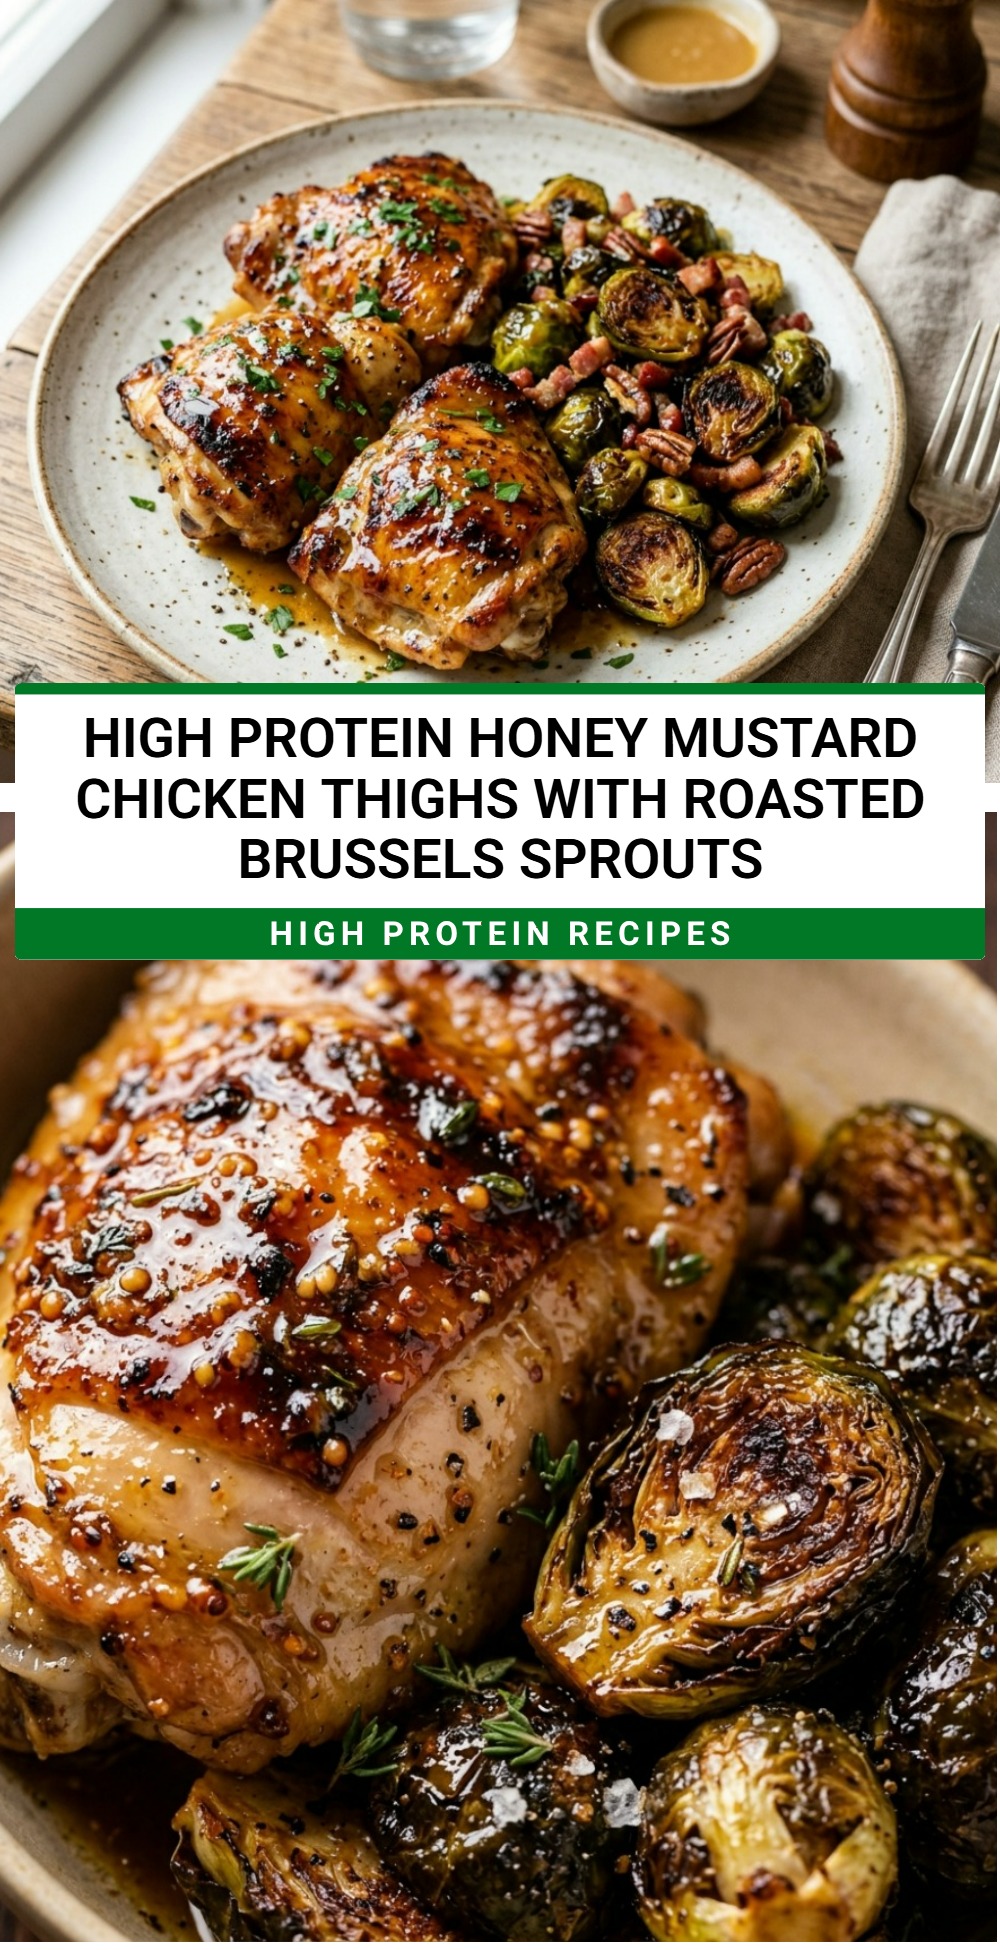 HIGH PROTEIN HONEY MUSTARD
CHICKEN THIGHS WITH ROASTED
BRUSSELS SPROUTS
HIGH PROTEIN RECIPES